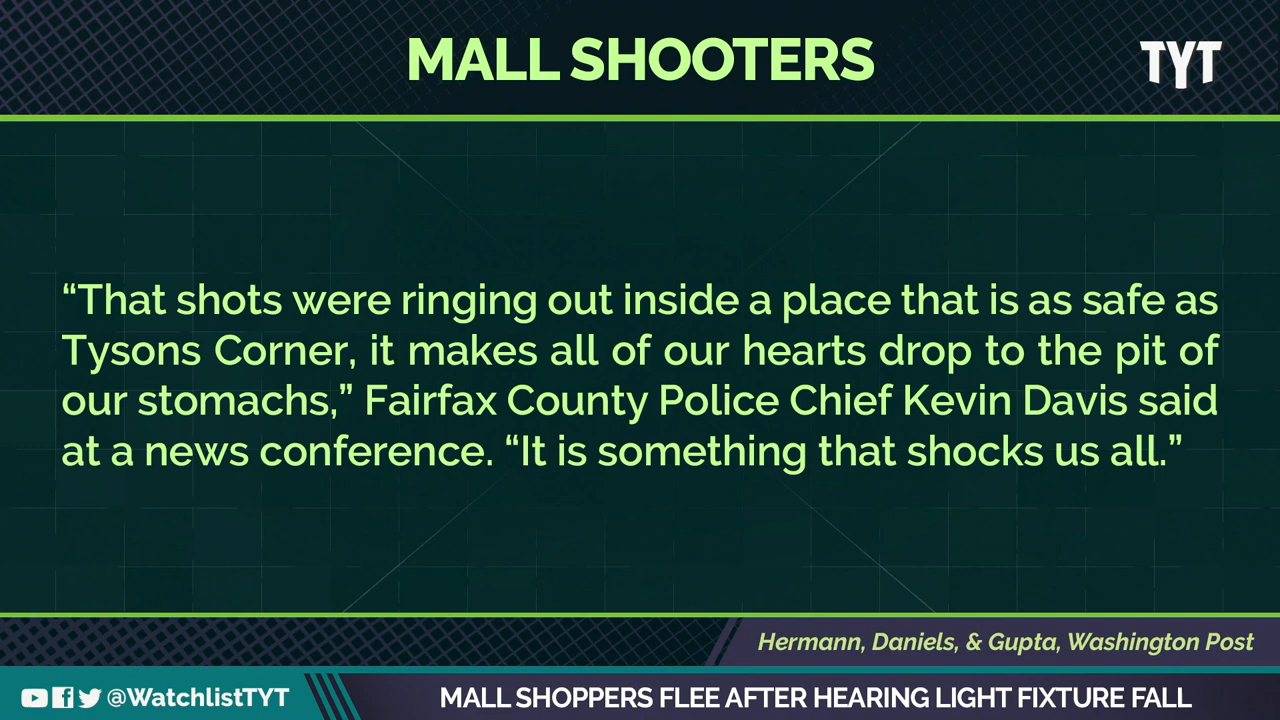 MALL SHOOTERS
TYT
“That shots were ringing out inside a place that is as safe as
Tysons Corner, it makes all of our hearts drop to the pit of
our stomachs,” Fairfax County Police Chief Kevin Davis said
at a news conference. “It is something that shocks us all.”
Hermann, Daniels, & Gupta, Washington Post
@WatchlistTYT
MALL SHOPPERS FLEE AFTER HEARING LIGHT FIXTURE FALL